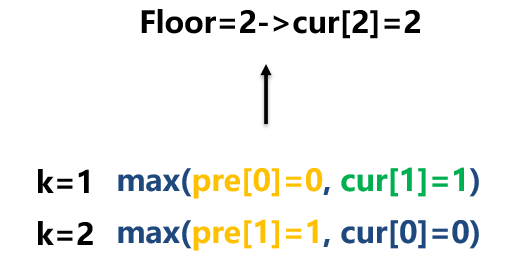 Floor=2->cur[2]=2
k=1 max(pre[0]=0, cur[1]=1)
k=2 max(pre[1]=1, cur[0]=0)